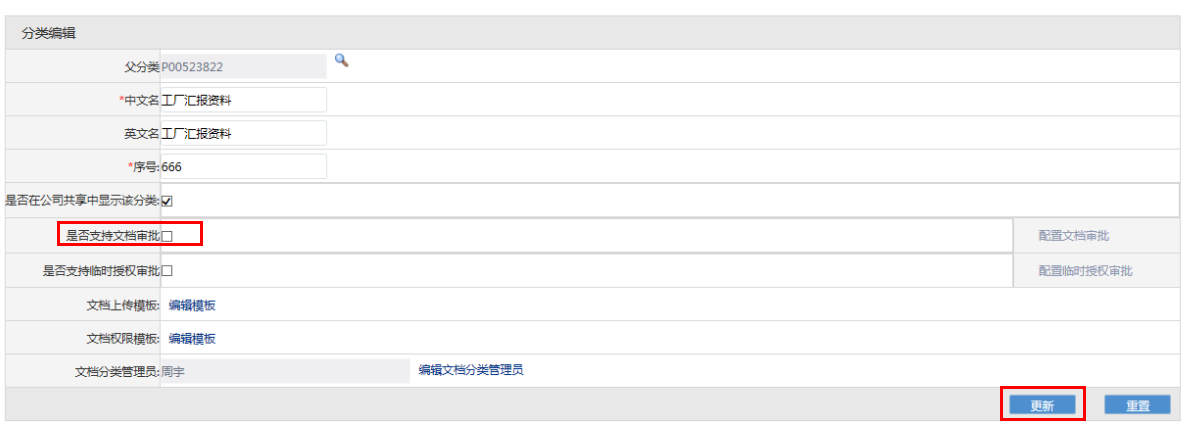 分类编辑
父分类 P00523822
*中文名 工厂汇报资料
英文名 工厂汇报资料
*序号: 666
是否在公司共享中显示该分类:
是否支持文档审批 配置文档审批
是否支持临时授权审批 配置临时授权审批
文档上传模板: 编辑模板
文档权限模板: 编辑模板
文档分类管理员: 周宇 编辑文档分类管理员
更新 重置